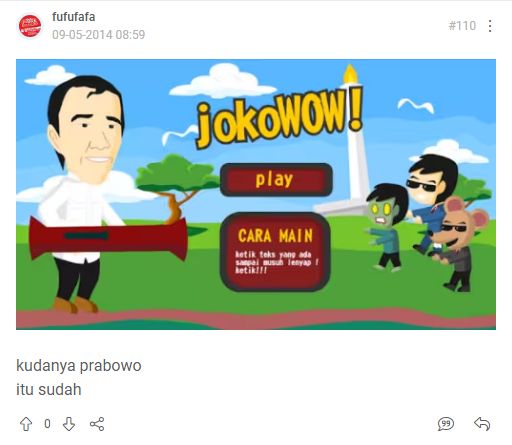 fufufafa
09-05-2014 08:59
#110
jokoWOW!
play
CARA MAIN
ketik teks yang ada
sampai musuh lenyap !
ketik!!!
kudanya prabowo
itu sudah
0